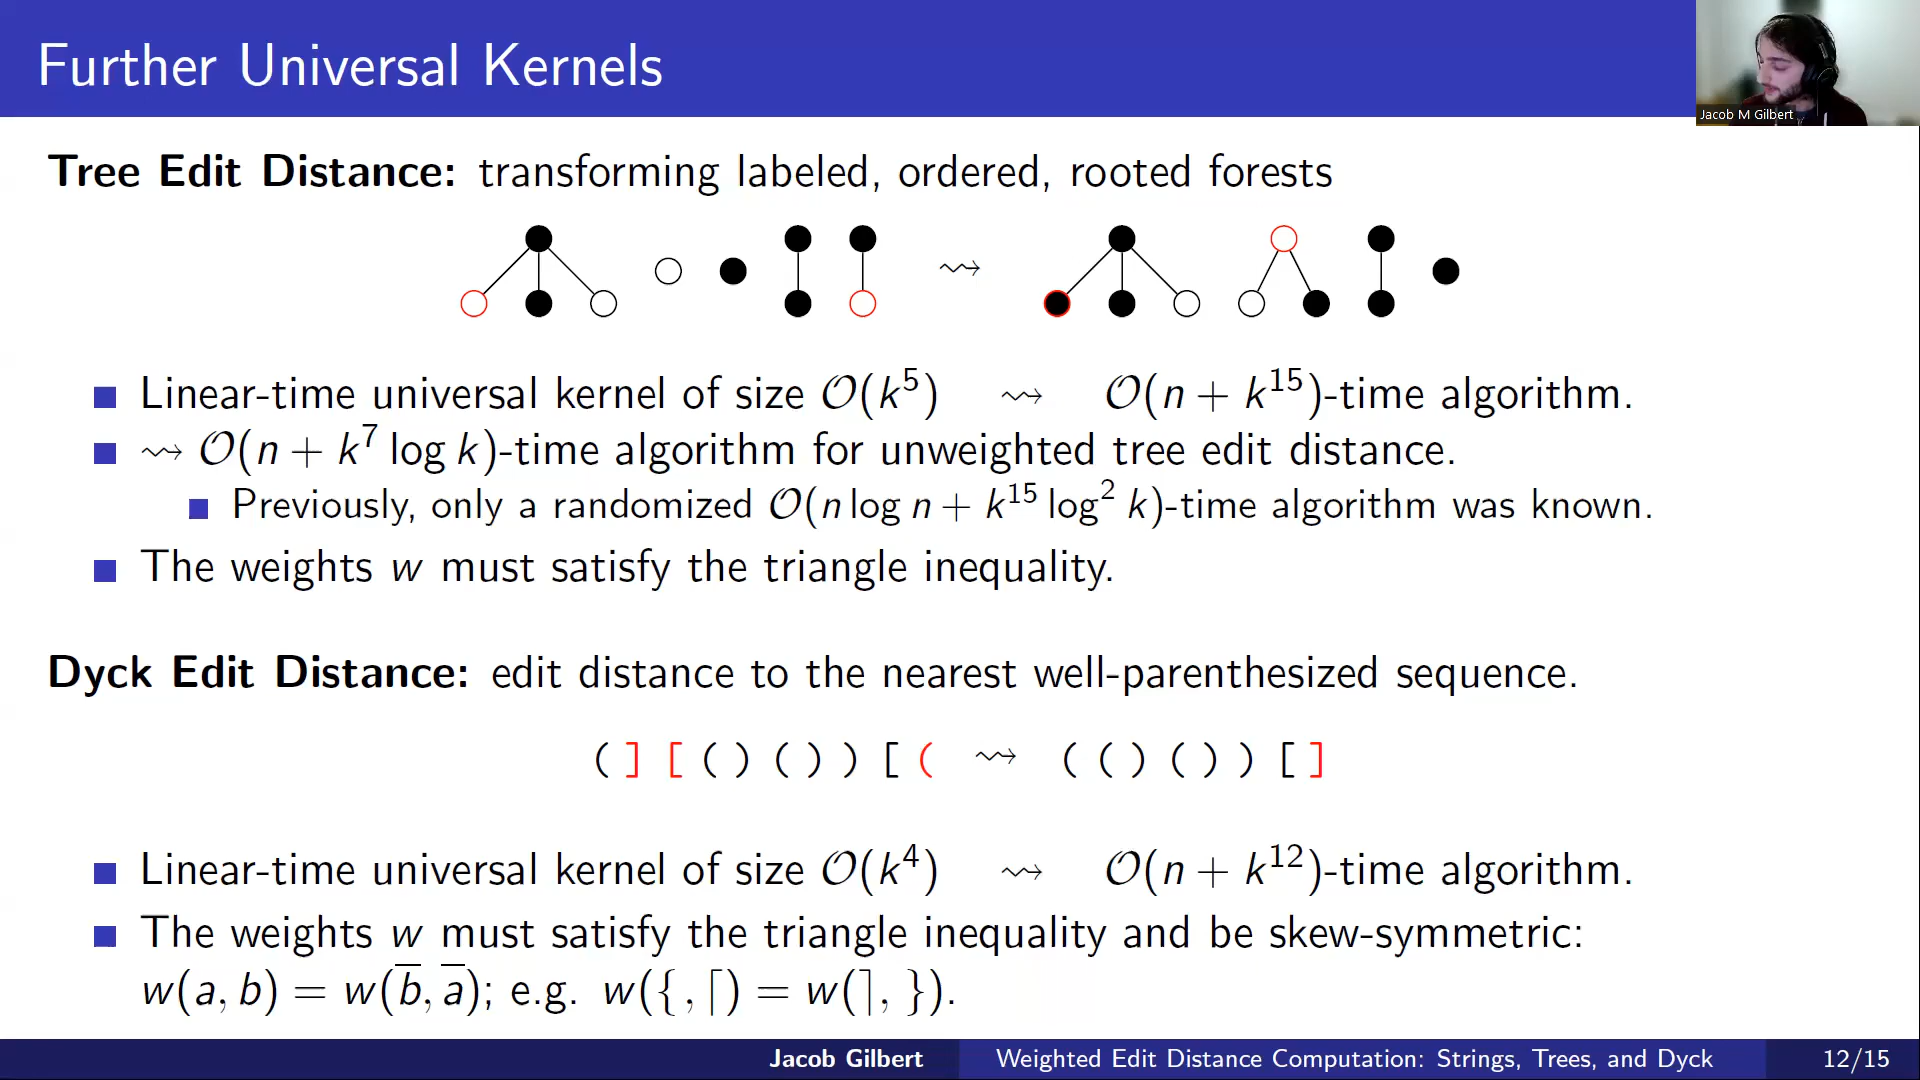 Further Universal Kernels
Jacob M Gilbert
Tree Edit Distance: transforming labeled, ordered, rooted forests
⇝
Linear-time universal kernel of size 𝒪(k⁵) ⇝ 𝒪(n + k¹⁵)-time algorithm.
⇝ 𝒪(n + k⁷ log k)-time algorithm for unweighted tree edit distance.
Previously, only a randomized 𝒪(n log n + k¹⁵ log² k)-time algorithm was known.
The weights w must satisfy the triangle inequality.
Dyck Edit Distance: edit distance to the nearest well-parenthesized sequence.
( ] [ ( ) ( ) ) [ ( ⇝ ( ( ) ( ) ) [ ]
Linear-time universal kernel of size 𝒪(k⁴) ⇝ 𝒪(n + k¹²)-time algorithm.
The weights w must satisfy the triangle inequality and be skew-symmetric:
w(a, b) = w(b̅, a̅); e.g. w({ , ⌈) = w(⌉, }).
Jacob Gilbert Weighted Edit Distance Computation: Strings, Trees, and Dyck 12/15